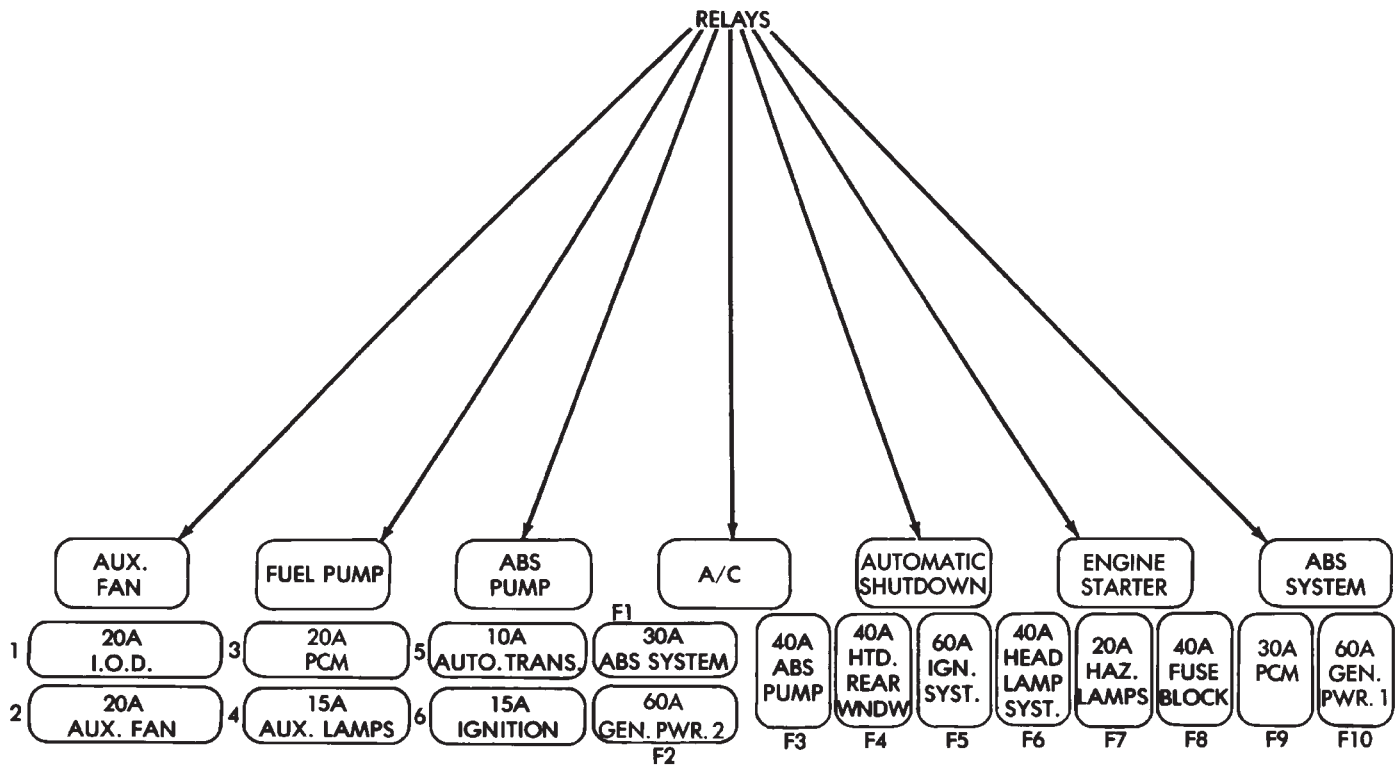 RELAYS
AUX.
FAN
FUEL PUMP
ABS
PUMP
A/C
AUTOMATIC
SHUTDOWN
ENGINE
STARTER
ABS
SYSTEM
1
20A
I.O.D.
3
20A
PCM
5
10A
AUTO. TRANS.
F1
30A
ABS SYSTEM
2
20A
AUX. FAN
4
15A
AUX. LAMPS
6
15A
IGNITION
60A
GEN. PWR. 2
F2
40A
ABS
PUMP
F3
40A
HTD.
REAR
WNDW
F4
60A
IGN.
SYST.
F5
40A
HEAD
LAMP
SYST.
F6
20A
HAZ.
LAMPS
F7
40A
FUSE
BLOCK
F8
30A
PCM
F9
60A
GEN.
PWR. 1
F10